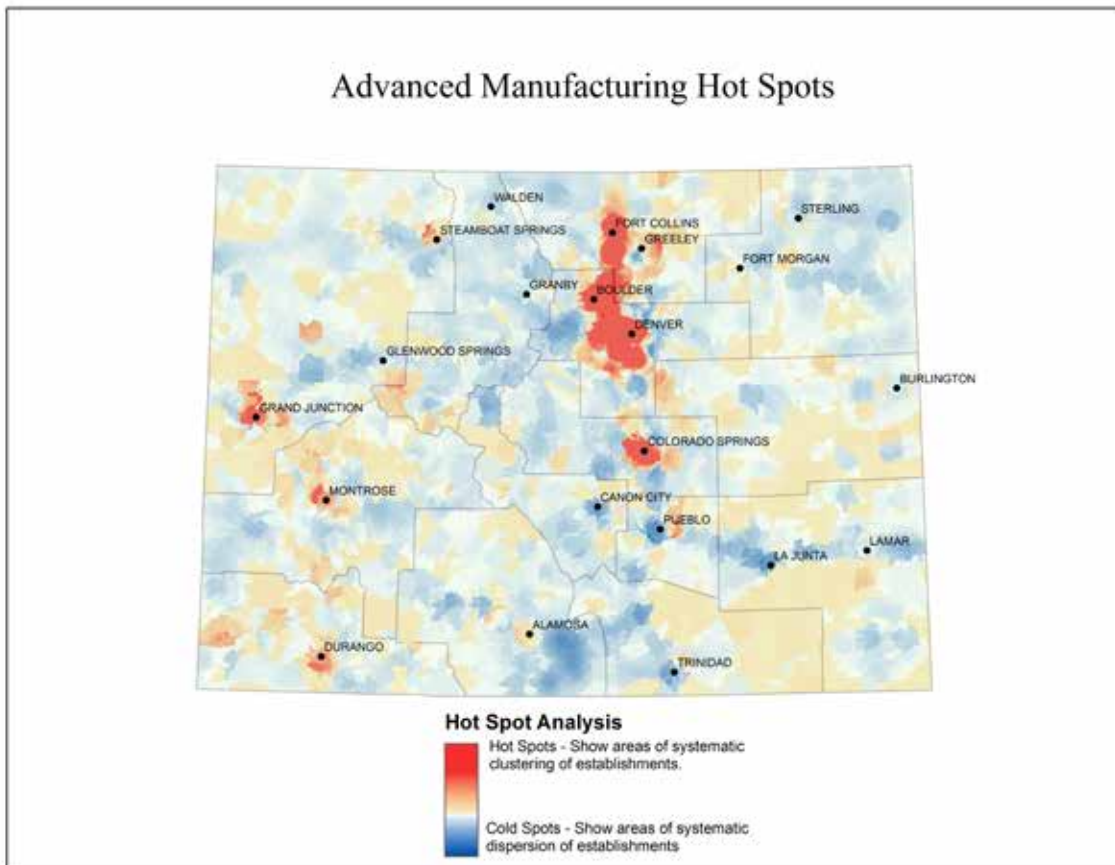 Advanced Manufacturing Hot Spots
WALDEN
STERLING
FORT COLLINS
STEAMBOAT SPRINGS
GREELEY
FORT MORGAN
GRANBY
BOULDER
DENVER
GLENWOOD SPRINGS
BURLINGTON
GRAND JUNCTION
COLORADO SPRINGS
MONTROSE
CANON CITY
PUEBLO
LAMAR
LA JUNTA
ALAMOSA
DURANGO
TRINIDAD
Hot Spot Analysis
Hot Spots - Show areas of systematic
clustering of establishments.
Cold Spots - Show areas of systematic
dispersion of establishments